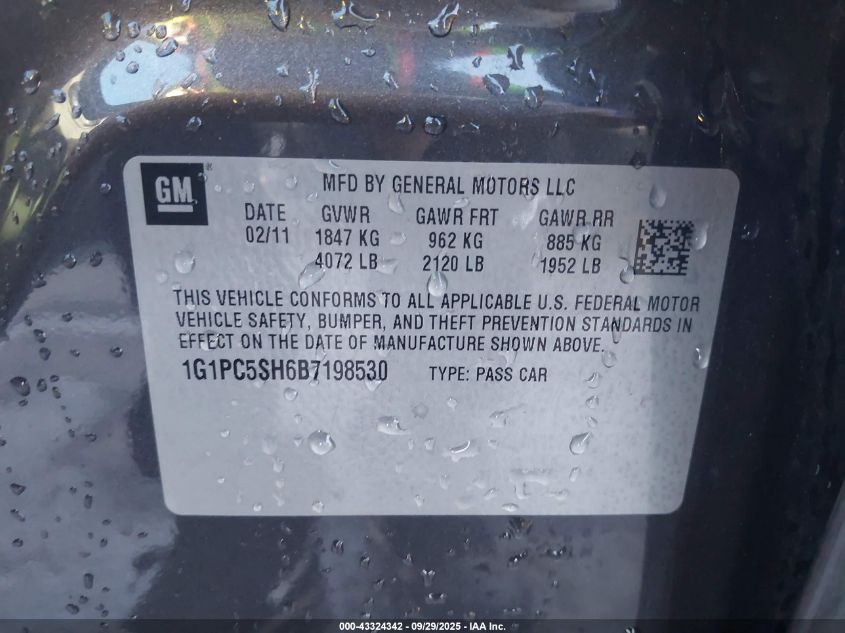 GM®
MFD BY GENERAL MOTORS LLC
DATE GVWR GAWR FRT GAWR RR
02/11 1847 KG 962 KG 885 KG
4072 LB 2120 LB 1952 LB
THIS VEHICLE CONFORMS TO ALL APPLICABLE U.S. FEDERAL MOTOR
VEHICLE SAFETY, BUMPER, AND THEFT PREVENTION STANDARDS IN
EFFECT ON THE DATE OF MANUFACTURE SHOWN ABOVE.
1G1PC5SH6B7198530 TYPE: PASS CAR
000-43324342 - 09/29/2025 - IAA Inc.